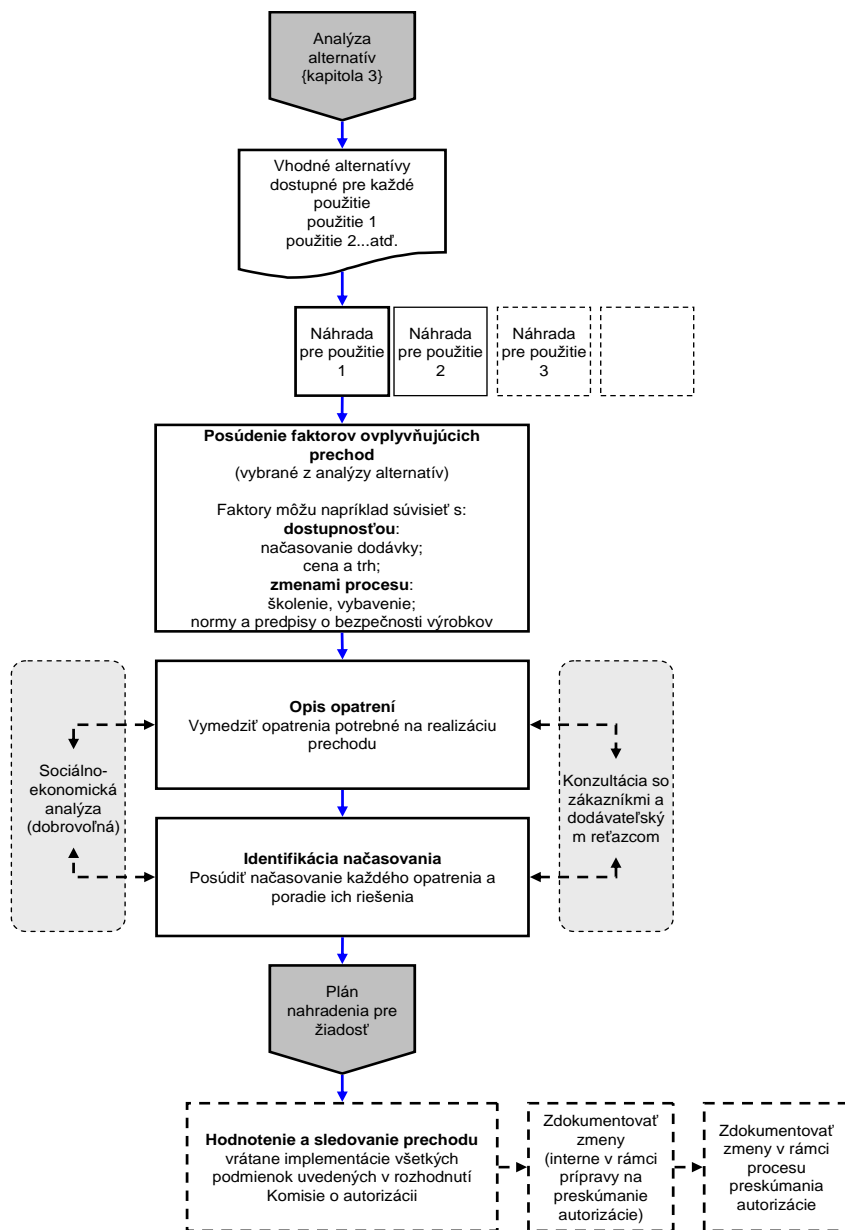 Analýza
alternatív
{kapitola 3}
Vhodné alternatívy
dostupné pre každé
použitie
použitie 1
použitie 2...atď.
Náhrada
pre použitie
1
Náhrada
pre použitie
2
Náhrada
pre použitie
3
Posúdenie faktorov ovplyvňujúcich
prechod
(vybrané z analýzy alternatív)
Faktory môžu napríklad súvisieť s:
dostupnosťou:
načasovanie dodávky;
cena a trh;
zmenami procesu:
školenie, vybavenie;
normy a predpisy o bezpečnosti výrobkov
Opis opatrení
Vymedziť opatrenia potrebné na realizáciu
prechodu
Sociálno-
ekonomická
analýza
(dobrovoľná)
Konzultácia so
zákazníkmi a
dodávateľský
m reťazcom
Identifikácia načasovania
Posúdiť načasovanie každého opatrenia a
poradie ich riešenia
Plán
nahradenia pre
žiadosť
Hodnotenie a sledovanie prechodu
vrátane implementácie všetkých
podmienok uvedených v rozhodnutí
Komisie o autorizácii
Zdokumentovať
zmeny
(interne v rámci
prípravy na
preskúmanie
autorizácie)
Zdokumentovať
zmeny v rámci
procesu
preskúmania
autorizácie